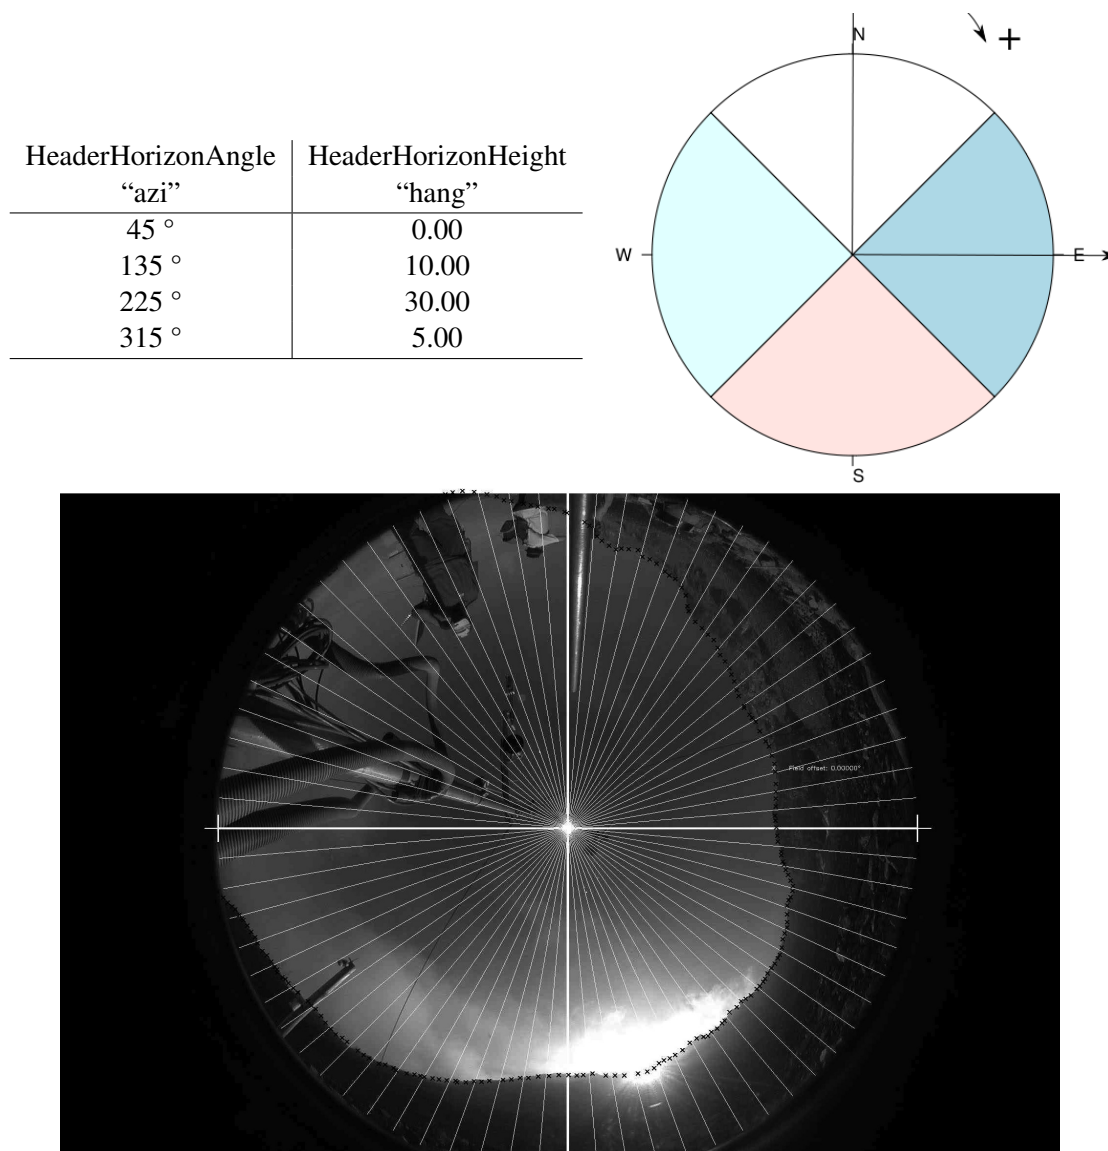 HeaderHorizonAngle HeaderHorizonHeight
“azi” “hang”
45 ° 0.00
135 ° 10.00
225 ° 30.00
315 ° 5.00
+
N
W E
S
Field offset: 0.00000°